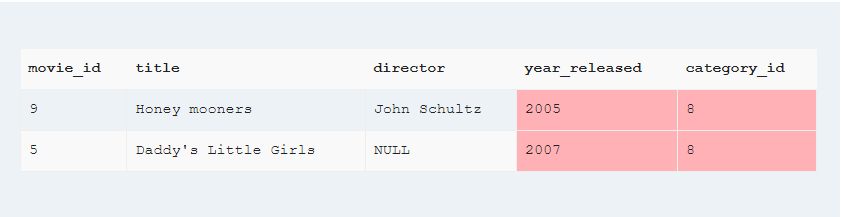 movie_id title director year_released category_id
9 Honey mooners John Schultz 2005 8
5 Daddy's Little Girls NULL 2007 8